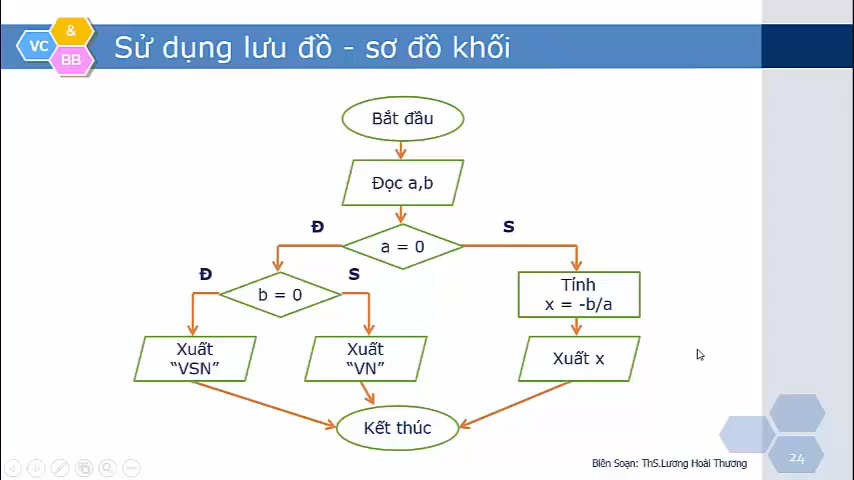 VC
&
BB
Sử dụng lưu đồ - sơ đồ khối
Bắt đầu
Đọc a,b
a = 0
Đ
S
b = 0
Đ
S
Tính
x = -b/a
Xuất
“VSN”
Xuất
“VN”
Xuất x
Kết thúc
Biên Soạn: ThS.Lương Hoài Thương
24